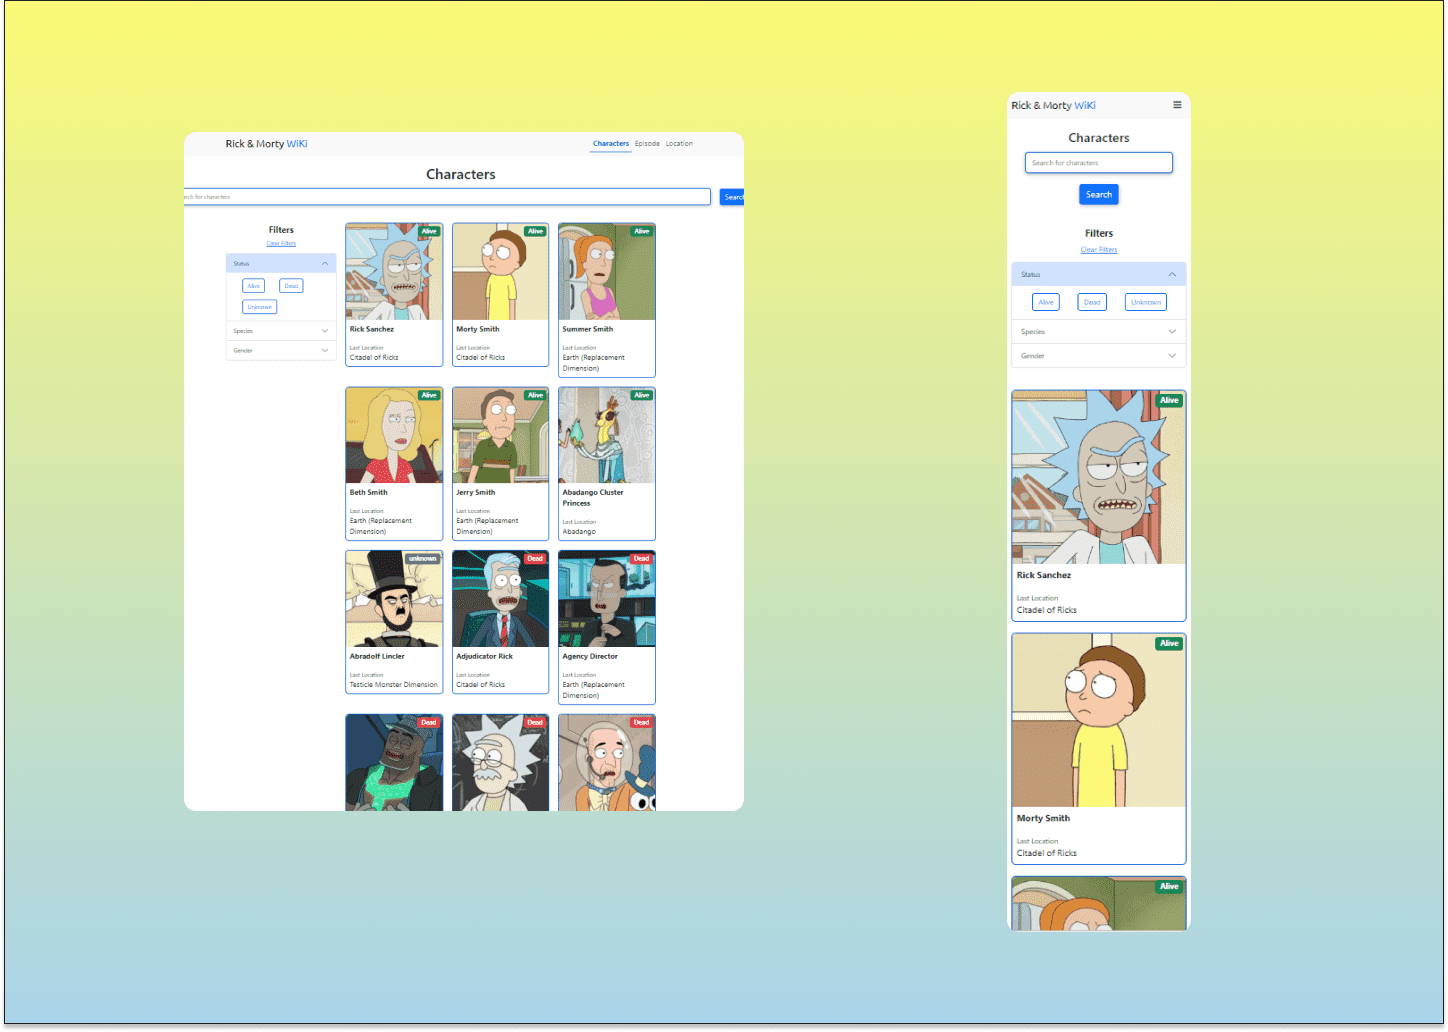 Rick & Morty WiKi
Characters Episode Location
Characters
rch for characters
Searc
Filters
Clear Filters
Status
Alive Dead
Unknown
Species
Gender
Alive
Rick Sanchez
Last Location
Citadel of Ricks
Alive
Morty Smith
Last Location
Citadel of Ricks
Alive
Summer Smith
Last Location
Earth (Replacement
Dimension)
Alive
Beth Smith
Last Location
Earth (Replacement
Dimension)
Alive
Jerry Smith
Last Location
Earth (Replacement
Dimension)
Alive
Abadango Cluster
Princess
Last Location
Abadango
unknown
Abradolf Lincler
Last Location
Testicle Monster Dimension
Dead
Adjudicator Rick
Last Location
Citadel of Ricks
Dead
Agency Director
Last Location
Earth (Replacement
Dimension)
Dead
Dead
Dead
Rick & Morty WiKi
Characters
Search for characters
Search
Filters
Clear Filters
Status
Alive Dead Unknown
Species
Gender
Alive
Rick Sanchez
Last Location
Citadel of Ricks
Alive
Morty Smith
Last Location
Citadel of Ricks
Alive